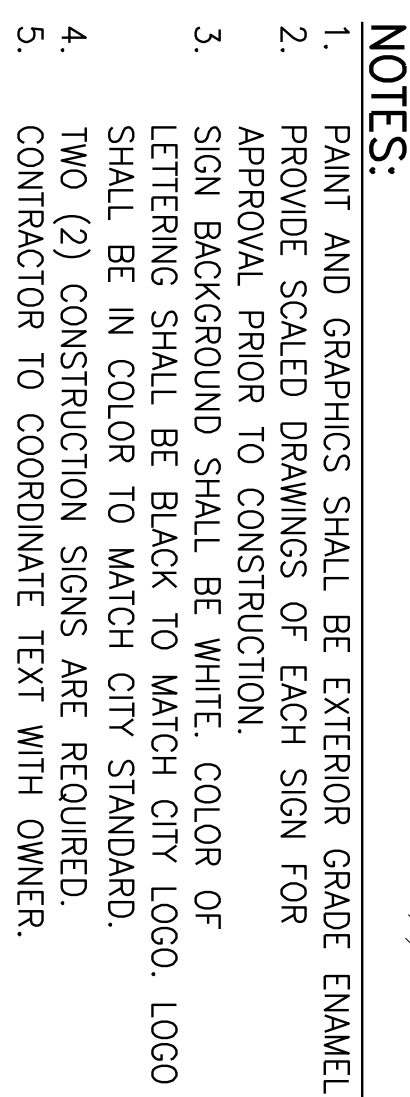 NOTES:
1. PAINT AND GRAPHICS SHALL BE EXTERIOR GRADE ENAMEL
2. PROVIDE SCALED DRAWINGS OF EACH SIGN FOR
APPROVAL PRIOR TO CONSTRUCTION.
3. SIGN BACKGROUND SHALL BE WHITE. COLOR OF
LETTERING SHALL BE BLACK TO MATCH CITY LOGO. LOGO
SHALL BE IN COLOR TO MATCH CITY STANDARD.
4. TWO (2) CONSTRUCTION SIGNS ARE REQUIRED.
5. CONTRACTOR TO COORDINATE TEXT WITH OWNER.